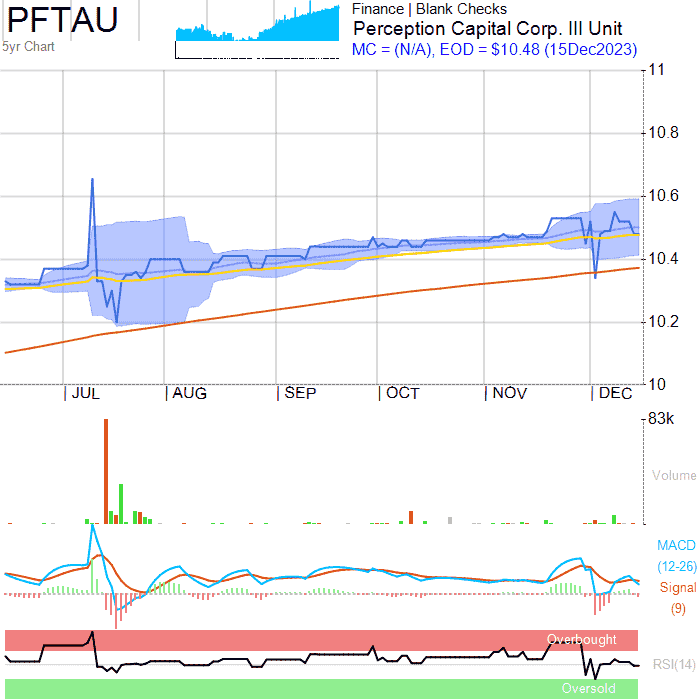 PFTAU
5yr Chart
Finance | Blank Checks
Perception Capital Corp. III Unit
MC = (N/A), EOD = $10.48 (15Dec2023)
11
10.8
10.6
10.4
10.2
10
JUL AUG SEP OCT NOV DEC
83k
Volume
MACD
(12-26)
Signal
(9)
Overbought
RSI(14)
Oversold